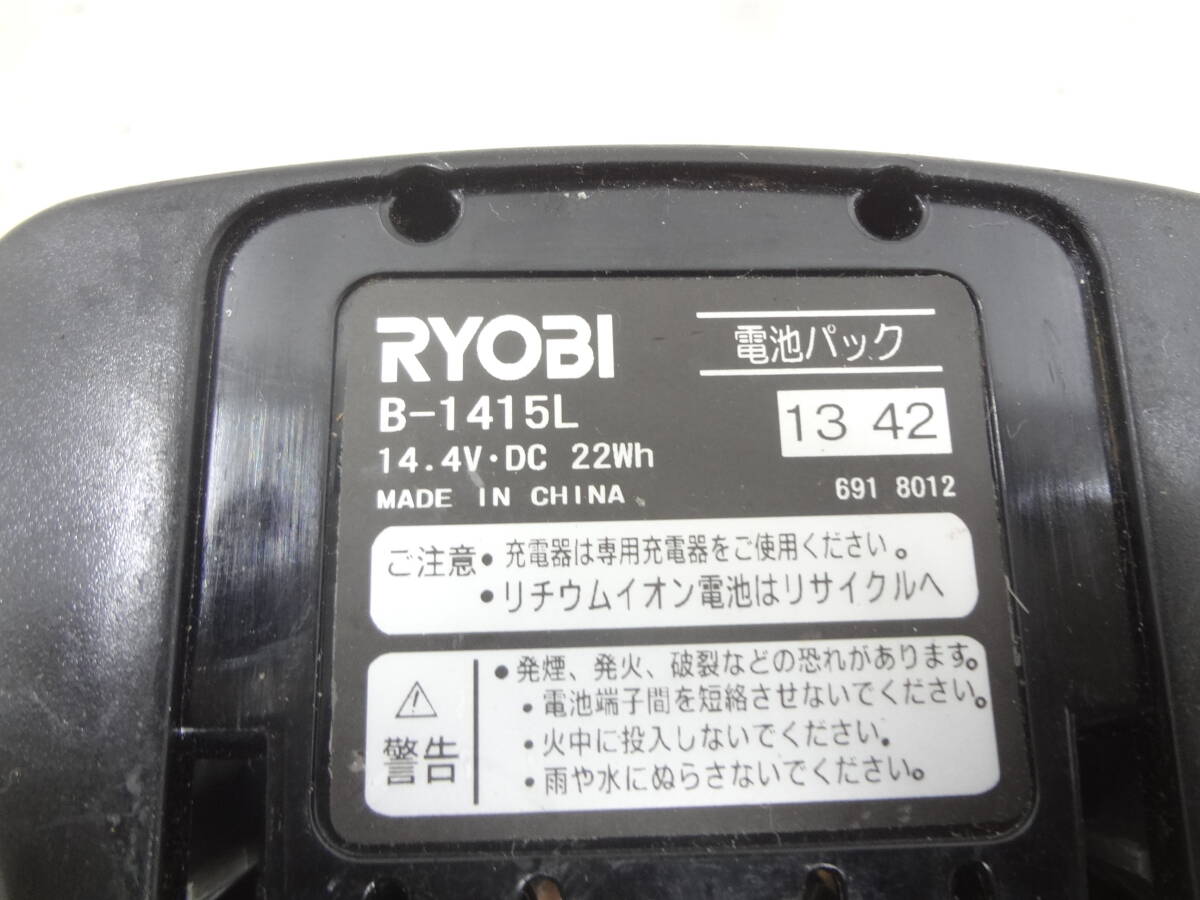 RYOBI
電池パック
B-1415L
13 42
14.4V・DC 22Wh
MADE IN CHINA
691 8012
ご注意
・充電器は専用充電器をご使用ください。
・リチウムイオン電池はリサイクルへ
警告
・発煙、発火、破裂などの恐れがあります。
・電池端子間を短絡させないでください。
・火中に投入しないでください。
・雨や水にぬらさないでください。